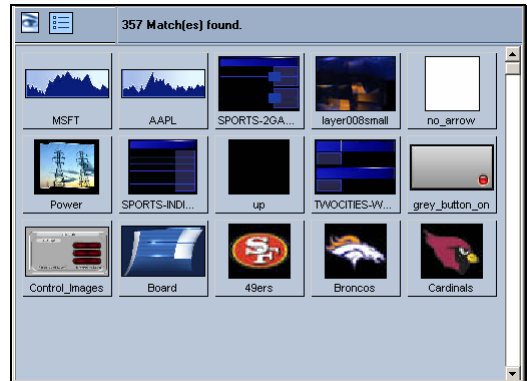 357 Match(es) found.
MSFT
AAPL
SPORTS-2GA...
layer008small
no_arrow
Power
SPORTS-INDI...
up
TWOCITIES-W...
grey_button_on
Control_Images
Board
49ers
Broncos
Cardinals
SF